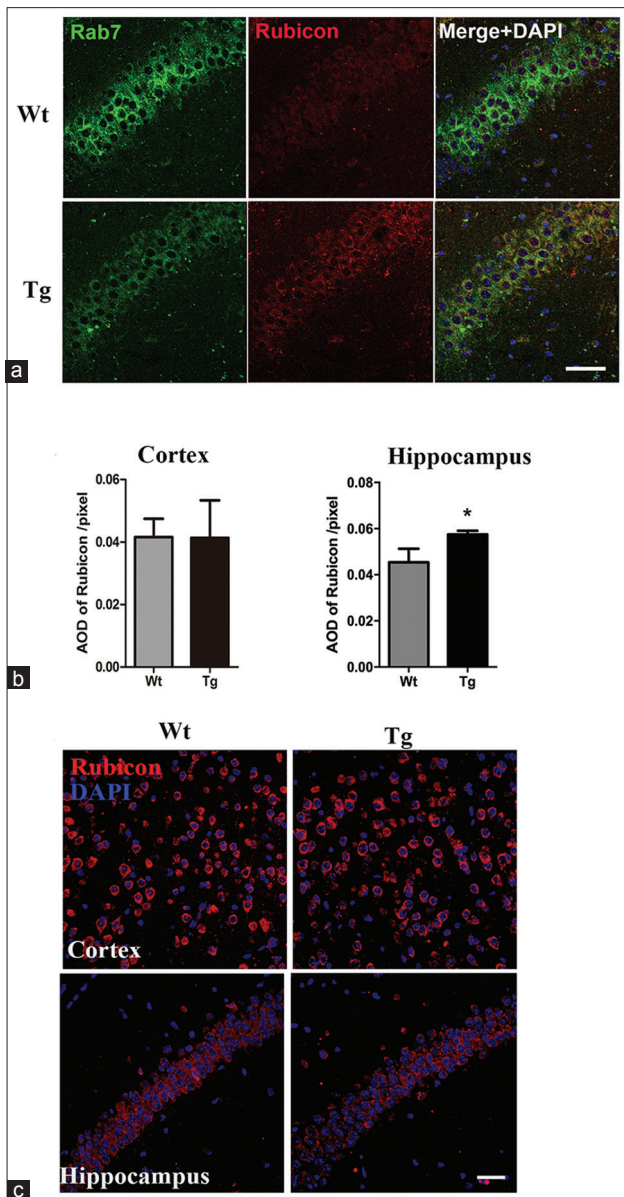 Rab7 Rubicon Merge+DAPI
Wt
Tg
a
Cortex
AOD of Rubicon /pixel
0.06
0.04
0.02
0.00
Wt Tg
Hippocampus
AOD of Rubicon /pixel
0.08
0.06
0.04
0.02
0.00
*
Wt Tg
b
Wt Tg
Rubicon
DAPI
Cortex
Hippocampus
c